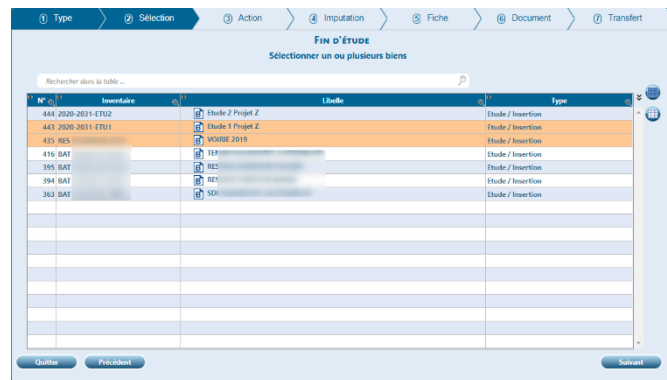 1 Type 2 Sélection 3 Action 4 Imputation 5 Fiche 6 Document 7 Transfert
FIN D'ÉTUDE
Sélectionner un ou plusieurs biens
Rechercher dans la table ...
N° Inventaire Libelle Type
444 2020-2031-ETU2 Etude 2 Projet Z Etude / Insertion
443 2020-2031-ETU1 Etude 1 Projet Z Etude / Insertion
435 RES VOIRIE 2019 Etude / Insertion
416 BAT Etude / Insertion
395 BAT RES Etude / Insertion
394 BAT RES Etude / Insertion
363 BAT SDI Etude / Insertion
Quitter Précédent Suivant